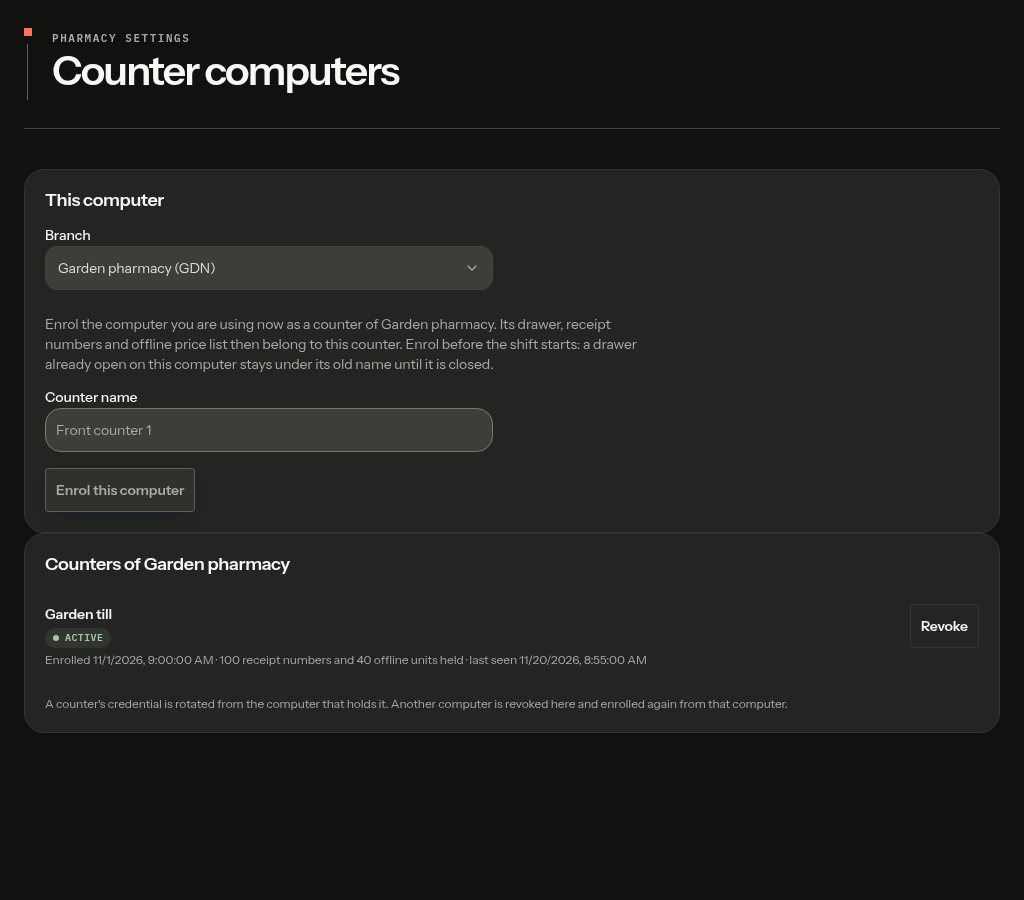 PHARMACY SETTINGS
Counter computers
This computer
Branch
Garden pharmacy (GDN)
Enrol the computer you are using now as a counter of Garden pharmacy. Its drawer, receipt
numbers and offline price list then belong to this counter. Enrol before the shift starts: a drawer
already open on this computer stays under its old name until it is closed.
Counter name
Front counter 1
Enrol this computer
Counters of Garden pharmacy
Garden till
ACTIVE
Enrolled 11/1/2026, 9:00:00 AM · 100 receipt numbers and 40 offline units held · last seen 11/20/2026, 8:55:00 AM
Revoke
A counter's credential is rotated from the computer that holds it. Another computer is revoked here and enrolled again from that computer.